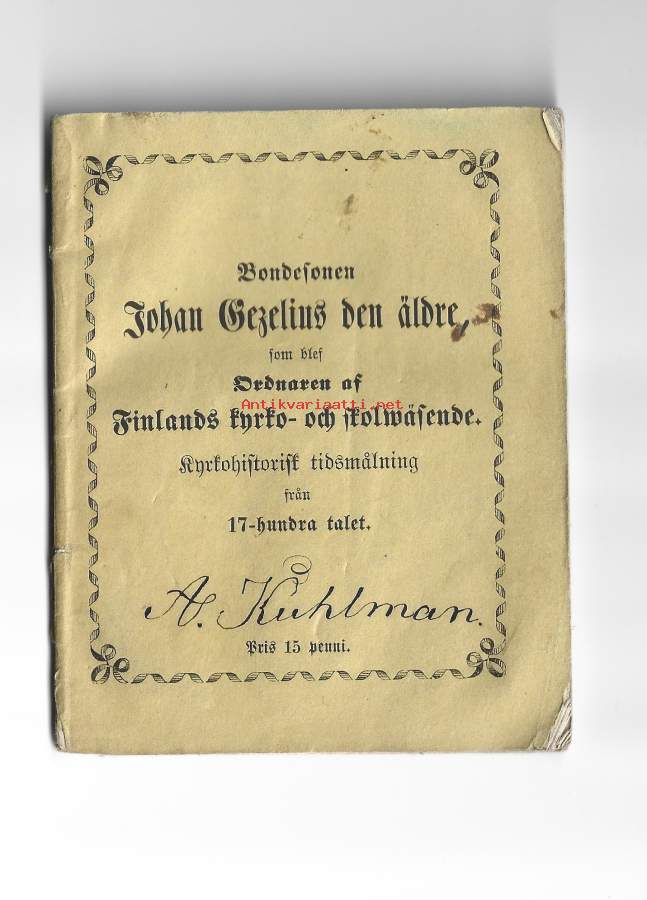 Bondesonen
Johan Gezelius den äldre,
som blef
Ordnaren af
Antikvariaatti.net
Finlands kyrko- och skolwäsende.
Kyrkohistorisk tidsmålning
från
17-hundra talet.
A. Kuhlman.
Pris 15 penni.